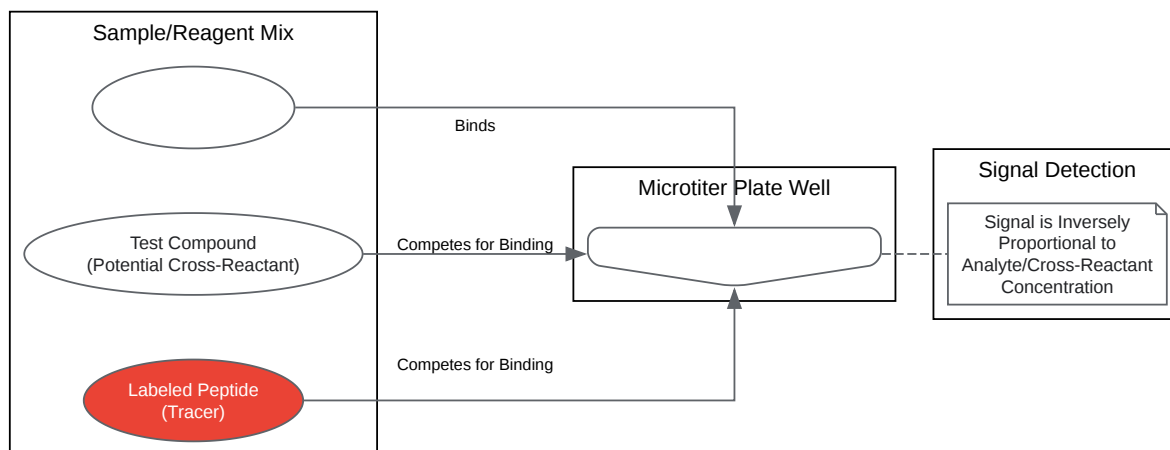 Sample/Reagent Mix
Binds
Microtiter Plate Well
Signal Detection
Test Compound
(Potential Cross-Reactant)
Competes for Binding
Signal is Inversely
Proportional to
Analyte/Cross-Reactant
Concentration
Competes for Binding
Labeled Peptide
(Tracer)